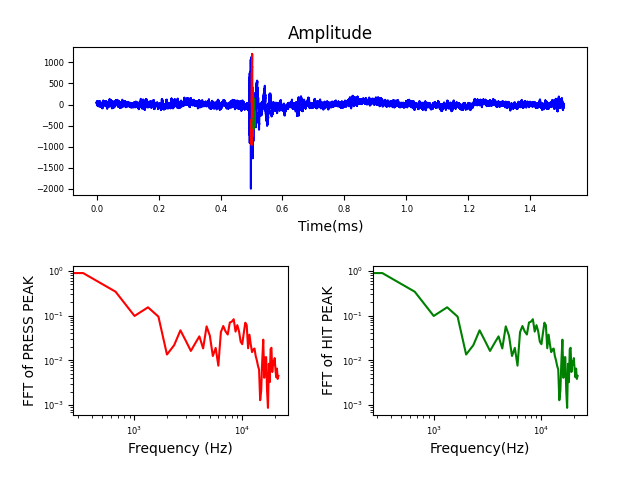 Amplitude
1000
500
0
−500
−1000
−1500
−2000
0.0 0.2 0.4 0.6 0.8 1.0 1.2 1.4
Time(ms)
FFT of PRESS PEAK
10⁰
10⁻¹
10⁻²
10⁻³
10³ 10⁴
Frequency (Hz)
FFT of HIT PEAK
10⁰
10⁻¹
10⁻²
10⁻³
10³ 10⁴
Frequency(Hz)